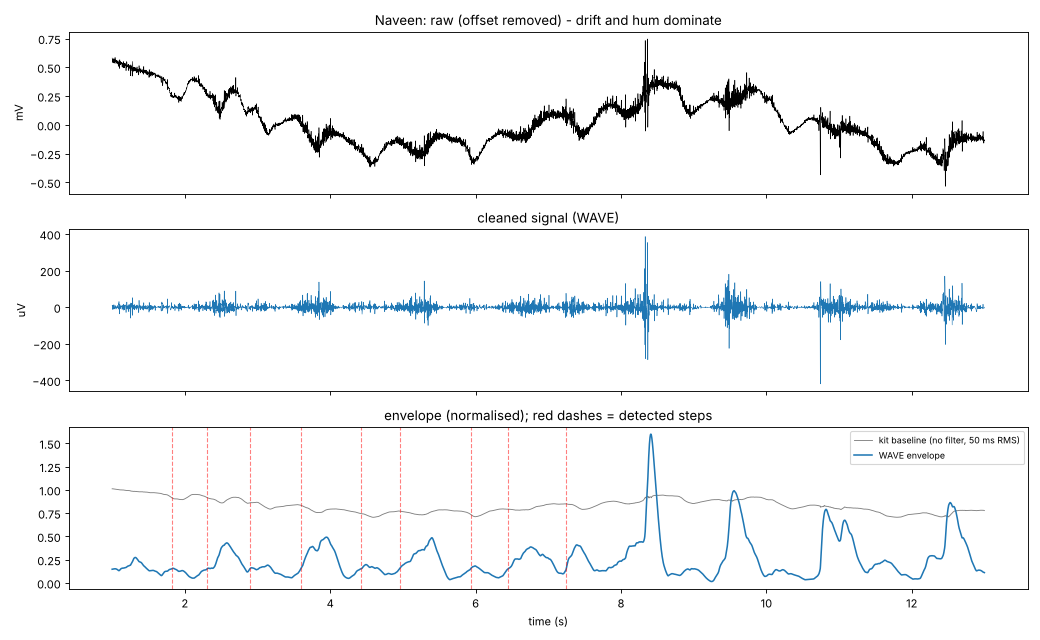 Naveen: raw (offset removed) - drift and hum dominate
0.75
0.50
0.25
0.00
−0.25
−0.50
mV
cleaned signal (WAVE)
400
200
0
−200
−400
uV
envelope (normalised); red dashes = detected steps
1.50
1.25
1.00
0.75
0.50
0.25
0.00
kit baseline (no filter, 50 ms RMS)
WAVE envelope
2 4 6 8 10 12
time (s)